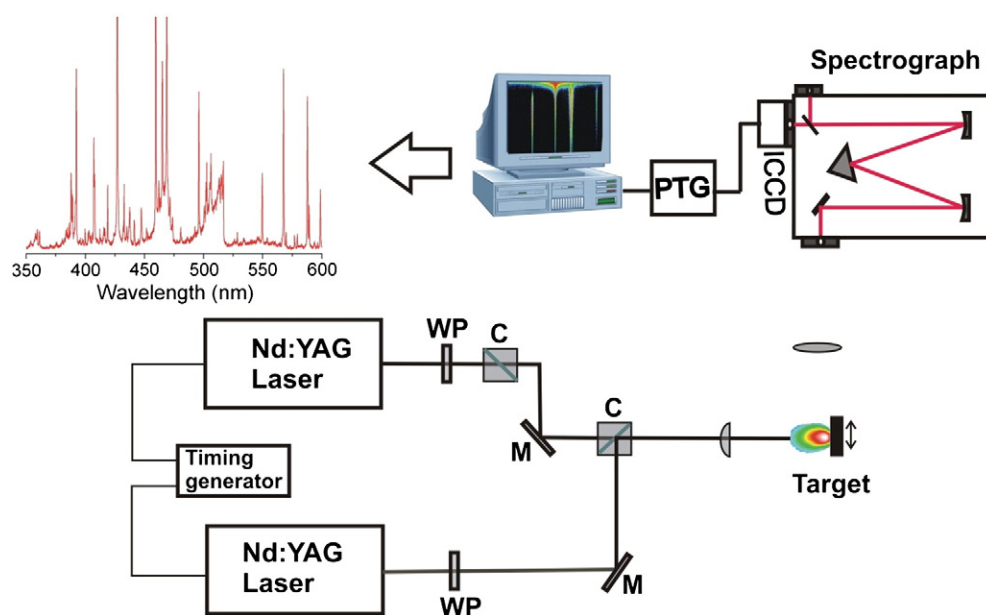 Spectrograph
ICCD
PTG
350 400 450 500 550 600
Wavelength (nm)
Nd:YAG
Laser
WP
C
M
C
Timing
generator
Target
Nd:YAG
Laser
WP
M